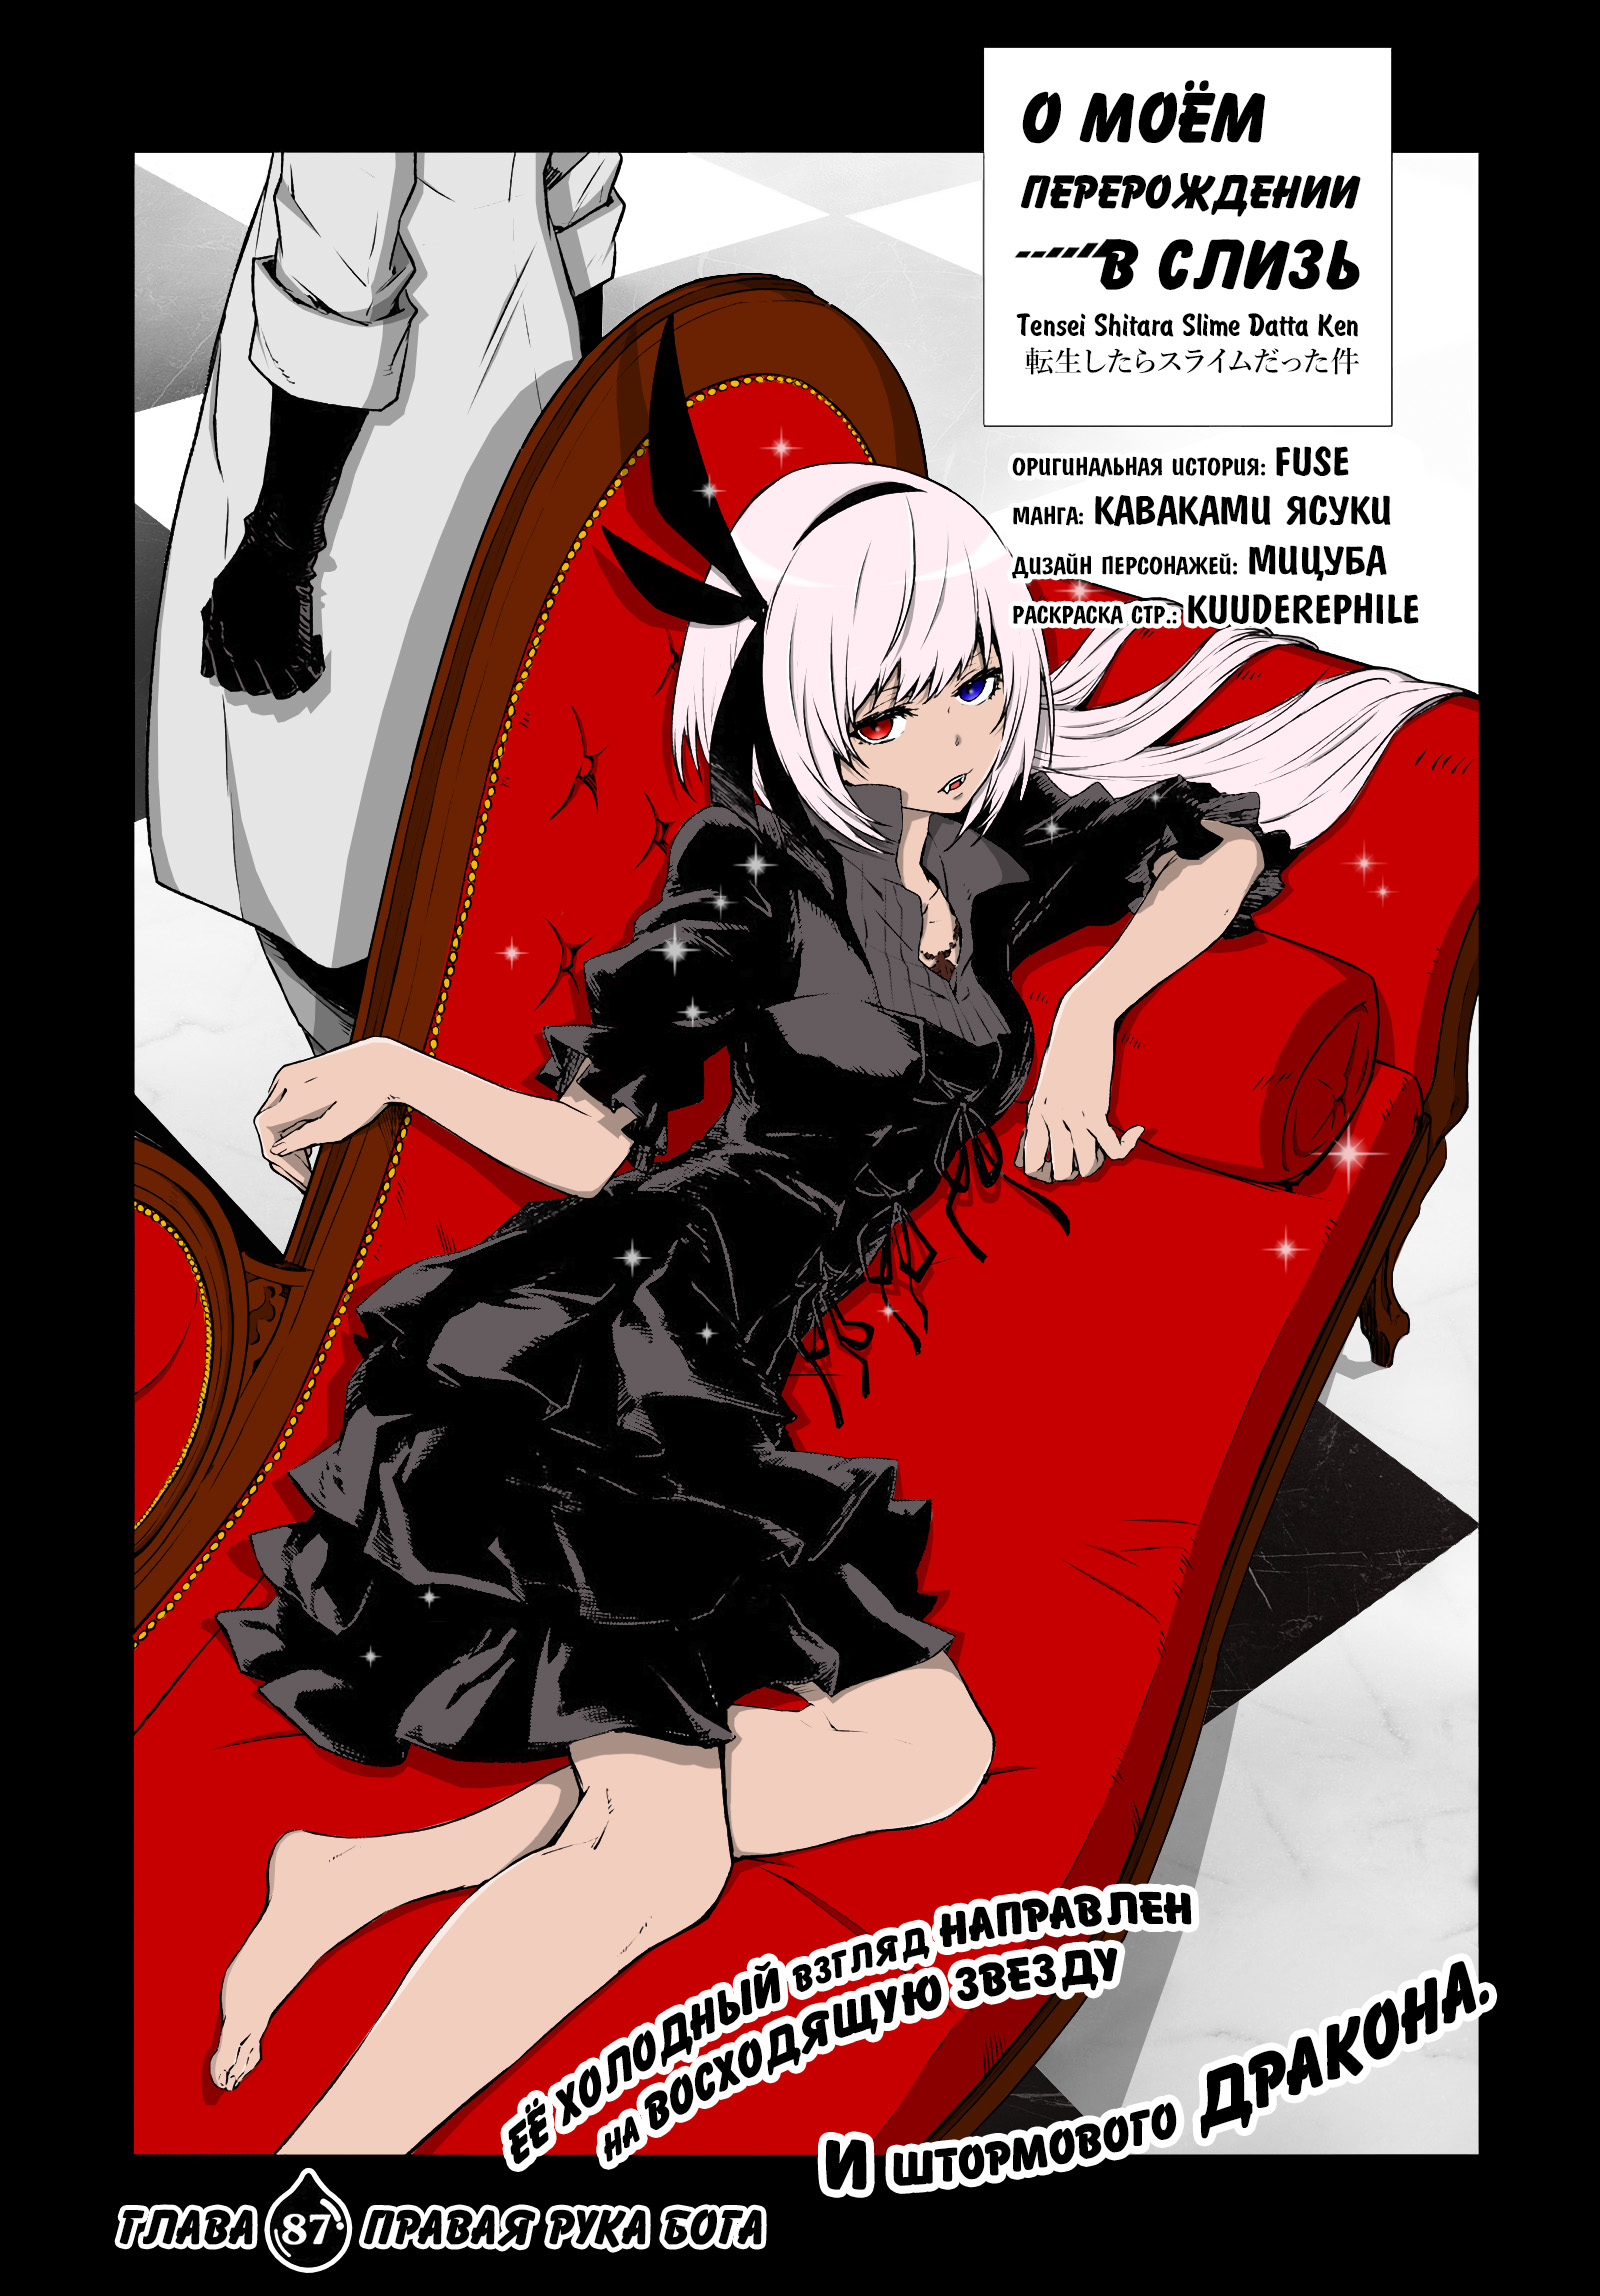 О МОЁМ
ПЕРЕРОЖДЕНИИ
В СЛИЗЬ
Tensei Shitara Slime Datta Ken
転生したらスライムだった件
ОРИГИНАЛЬНАЯ ИСТОРИЯ: FUSE
МАНГА: КАВАКАМИ ЯСУКИ
ДИЗАЙН ПЕРСОНАЖЕЙ: МИЦУБА
РАСКРАСКА СТР.: KUUDEREPHILE
ЕЁ ХОЛОДНЫЙ ВЗГЛЯД НАПРАВЛЕН
НА ВОСХОДЯЩУЮ ЗВЕЗДУ
И ШТОРМОВОГО ДРАКОНА.
ГЛАВА 87 ПРАВАЯ РУКА БОГА